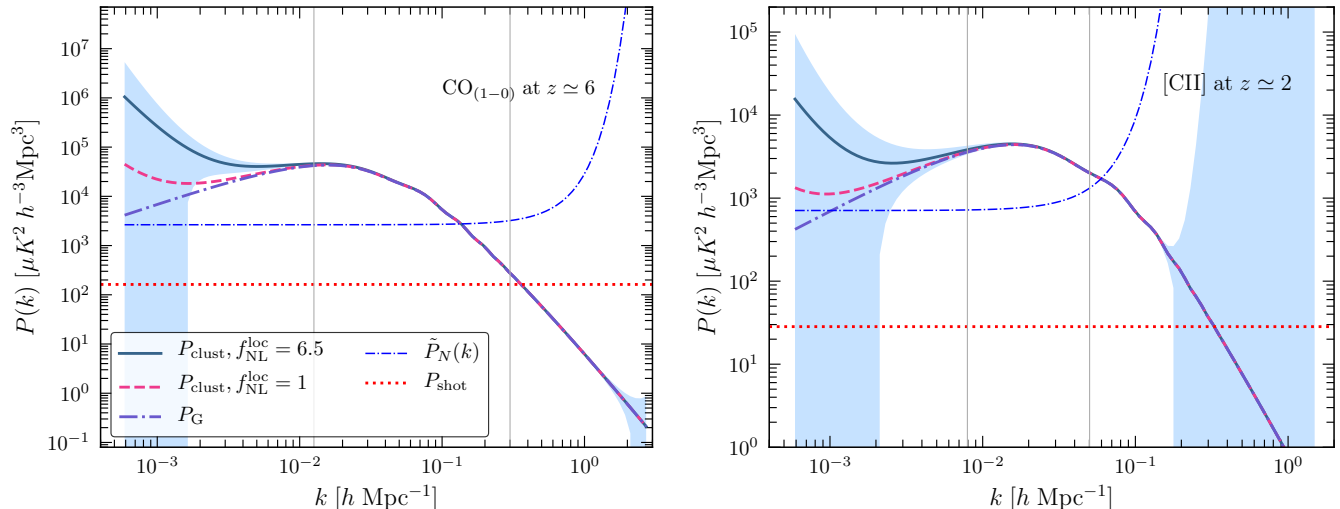 10⁷
10⁶
10⁵
10⁴
10³
10²
10¹
10⁰
10⁻¹
P(k) [μK² h⁻³Mpc³]
CO₍₁₋₀₎ at z ≃ 6
P_clust, f_NL^loc = 6.5
P_clust, f_NL^loc = 1
P_G
P̃_N(k)
P_shot
10⁻³ 10⁻² 10⁻¹ 10⁰
k [h Mpc⁻¹]
10⁵
10⁴
10³
10²
10¹
10⁰
P(k) [μK² h⁻³Mpc³]
[CII] at z ≃ 2
10⁻³ 10⁻² 10⁻¹ 10⁰
k [h Mpc⁻¹]